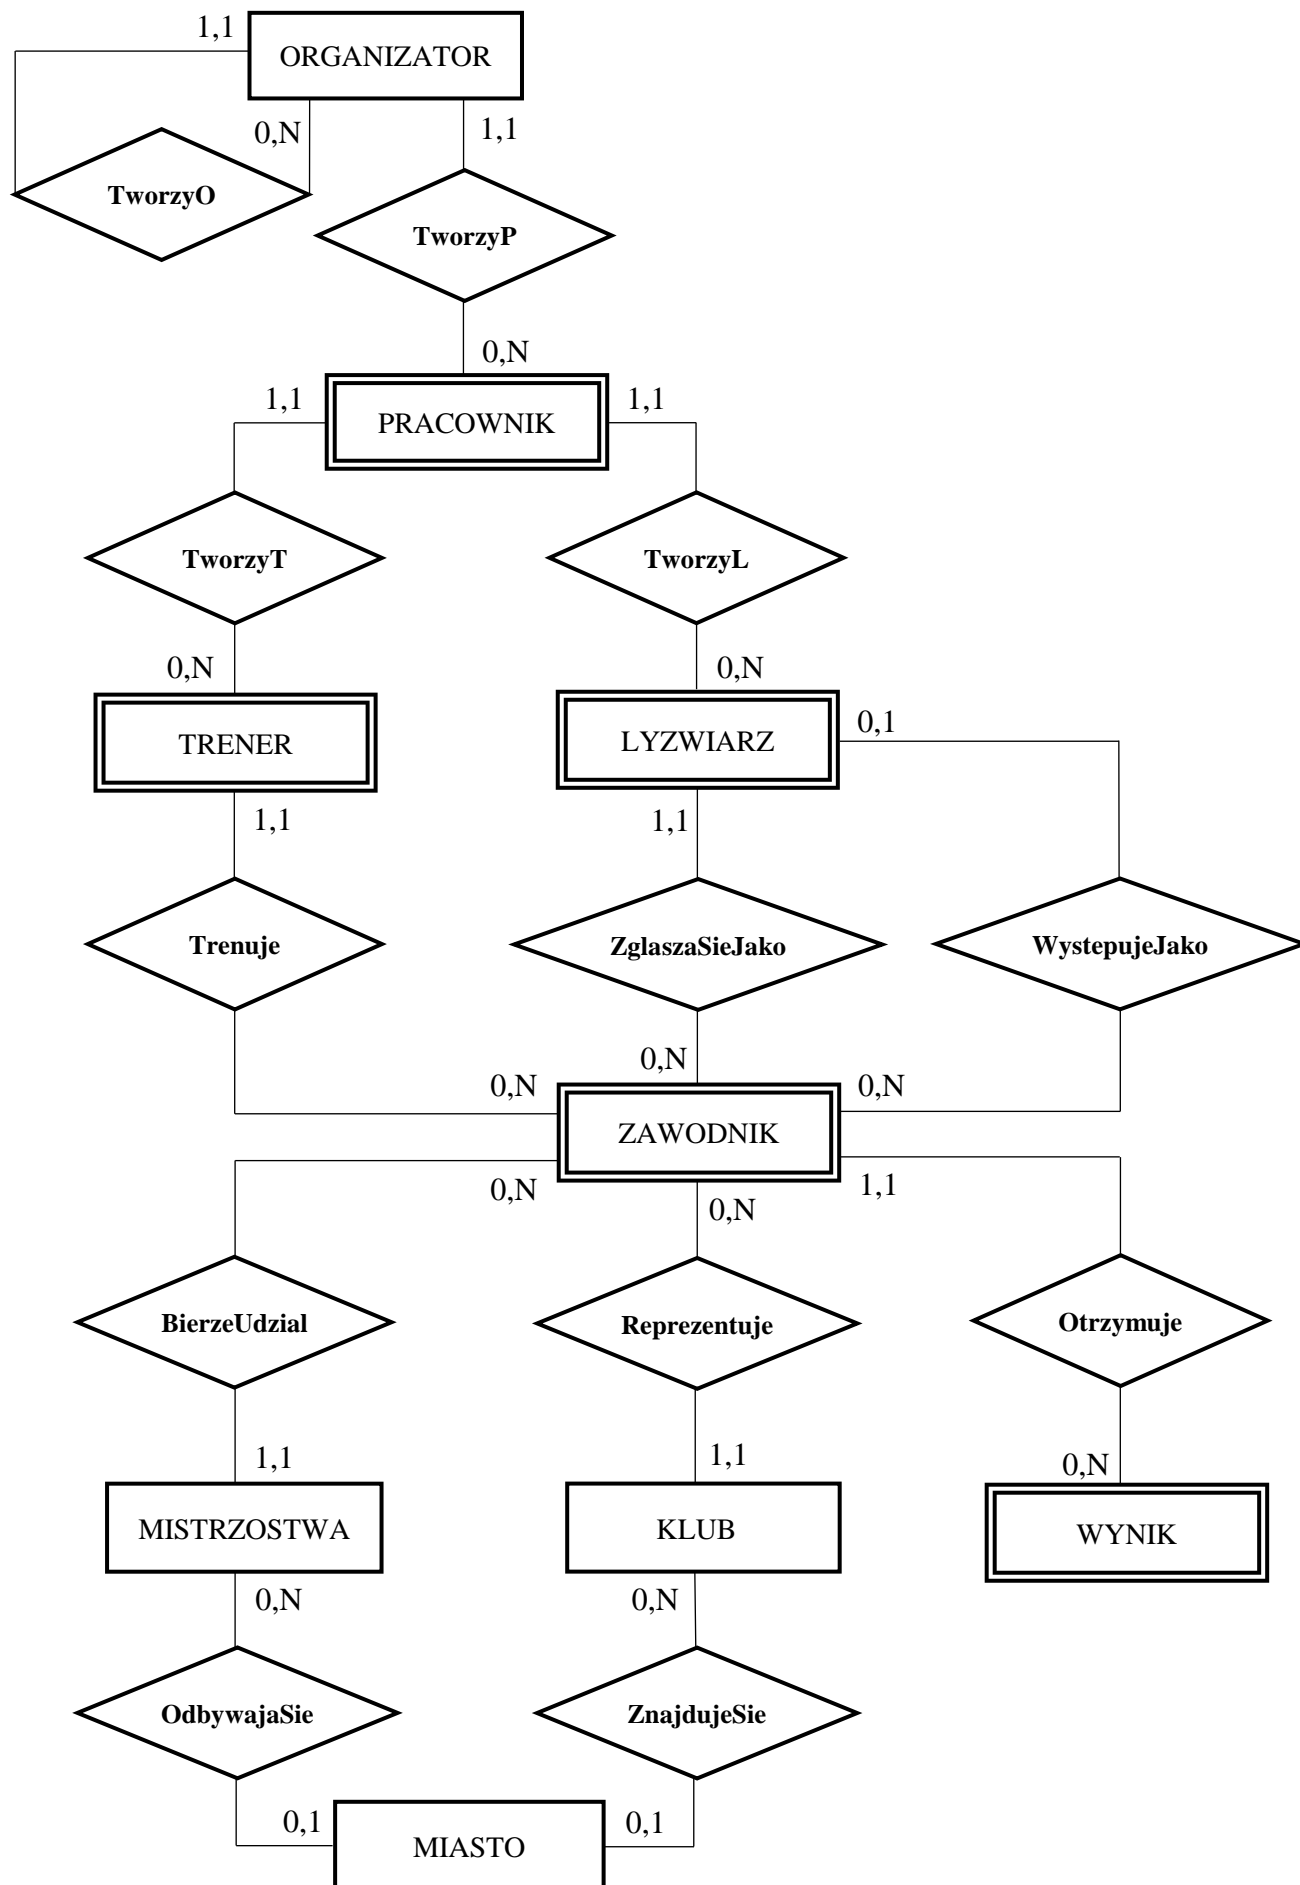 1,1
ORGANIZATOR
0,N
1,1
TworzyO
TworzyP
0,N
1,1
PRACOWNIK
1,1
TworzyT
TworzyL
0,N
0,N
TRENER
LYZWIARZ
0,1
1,1
1,1
Trenuje
ZglaszaSieJako
WystepujeJako
0,N
0,N
0,N
ZAWODNIK
0,N
0,N
1,1
BierzeUdzial
Reprezentuje
Otrzymuje
1,1
1,1
0,N
MISTRZOSTWA
KLUB
WYNIK
0,N
0,N
OdbywajaSie
ZnajdujeSie
0,1
MIASTO
0,1